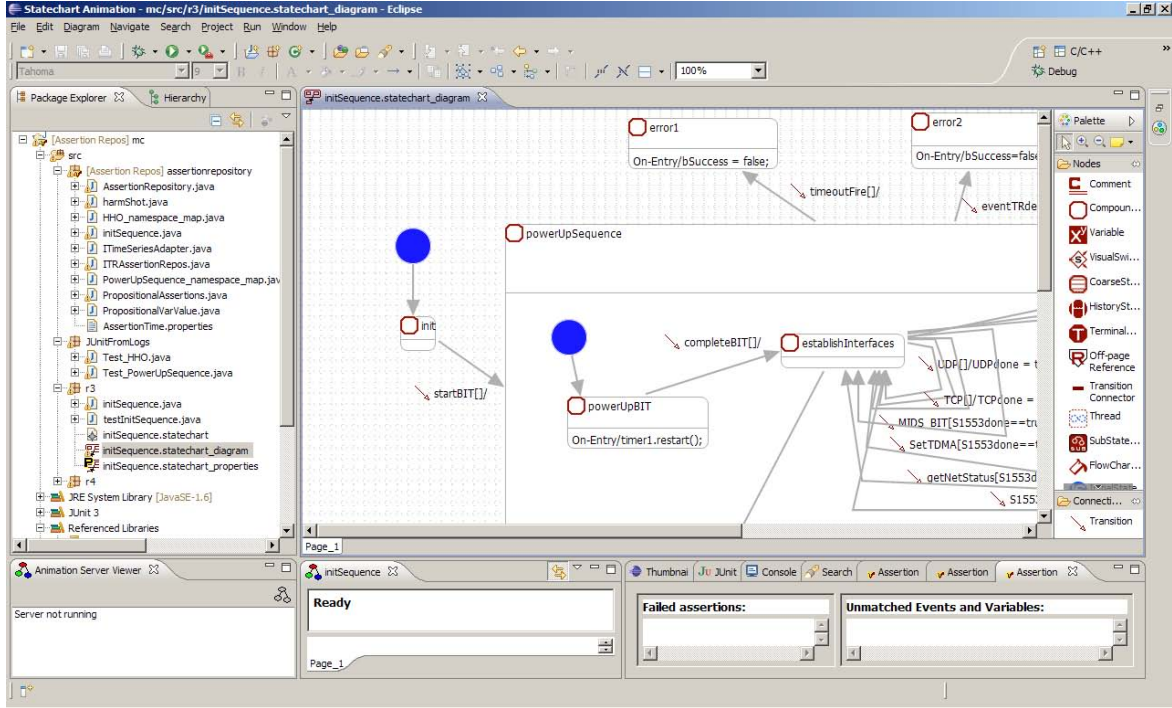 Statechart Animation - mc/src/r3/initSequence.statechart_diagram - Eclipse
File Edit Diagram Navigate Search Project Run Window Help
C/C++
Tahoma 9 B I A 100%
Debug
Package Explorer Hierarchy
[Assertion Repos] mc
src
[Assertion Repos] assertionrepository
AssertionRepository.java
harmShot.java
HHO_namespace_map.java
initSequence.java
ITimeSeriesAdapter.java
ITRAssertionRepos.java
PowerUpSequence_namespace_map.jav
PropositionalAssertions.java
PropositionalVarValue.java
AssertionTime.properties
JUnitFromLogs
Test_HHO.java
Test_PowerUpSequence.java
r3
initSequence.java
testInitSequence.java
initSequence.statechart
initSequence.statechart_diagram
initSequence.statechart_properties
r4
JRE System Library [JavaSE-1.6]
JUnit 3
Referenced Libraries
initSequence.statechart_diagram
error1
On-Entry/bSuccess = false;
error2
On-Entry/bSuccess=false
timeoutFire[]/
eventTRde
powerUpSequence
init
startBIT[]/
completeBIT[]/
establishInterfaces
powerUpBIT
On-Entry/timer1.restart();
UDP[]/UDPdone = t
TCP[]/TCPdone =
MIDS_BIT[S1553done==tru
SetTDMA[S1553done==t
getNetStatus[S1553d
S155
Page_1
Palette
Nodes
Comment
Compoun...
Variable
VisualSwi...
CoarseSt...
HistorySt...
Terminal...
Off-page
Reference
Transition
Connector
Thread
SubState...
FlowChar...
Connecti...
Transition
Animation Server Viewer
Server not running
initSequence
Ready
Page_1
Thumbnai JUnit Console Search Assertion Assertion Assertion
Failed assertions:
Unmatched Events and Variables: